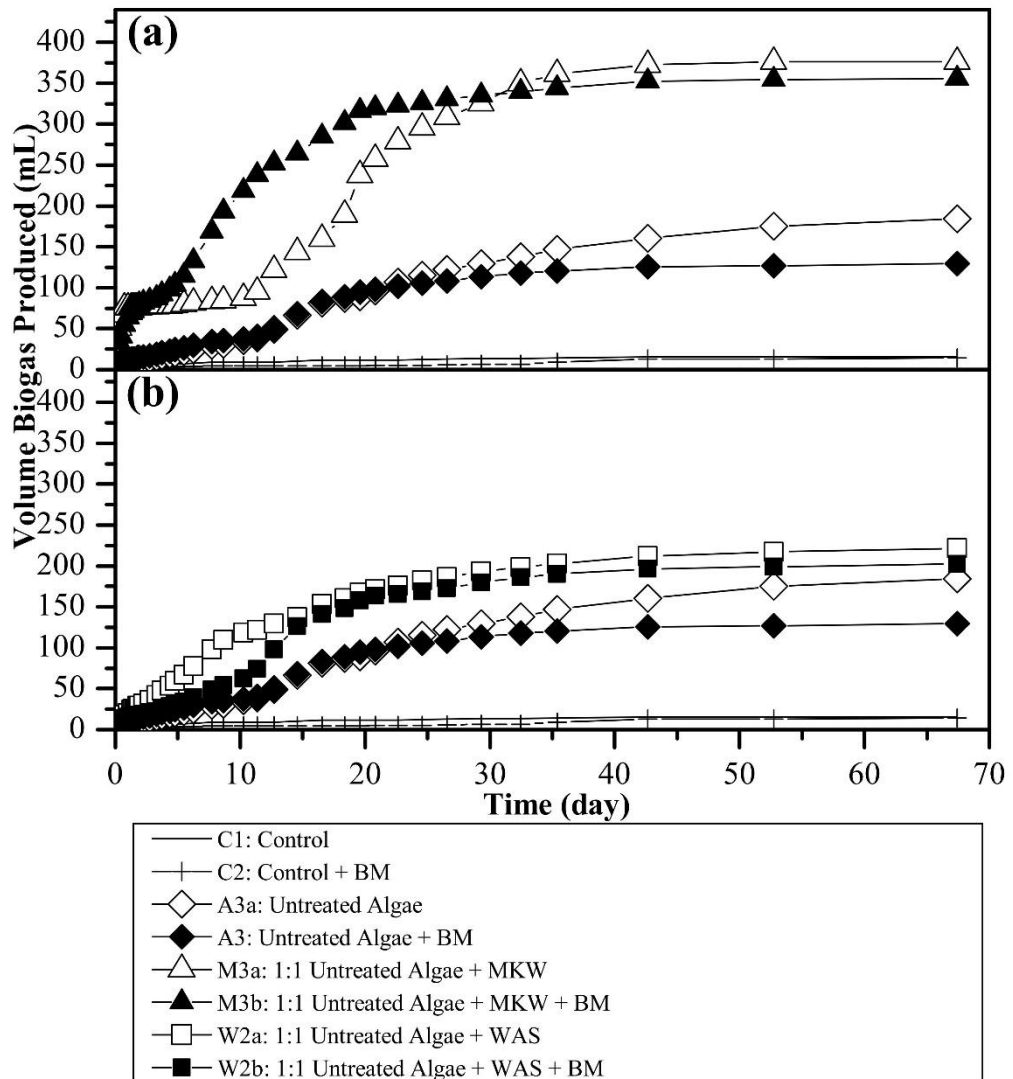 (a)
400
350
300
250
200
150
100
50
0
(b)
400
350
300
250
200
150
100
50
0
Volume Biogas Produced (mL)
0 10 20 30 40 50 60 70
Time (day)
C1: Control
C2: Control + BM
A3a: Untreated Algae
A3: Untreated Algae + BM
M3a: 1:1 Untreated Algae + MKW
M3b: 1:1 Untreated Algae + MKW + BM
W2a: 1:1 Untreated Algae + WAS
W2b: 1:1 Untreated Algae + WAS + BM